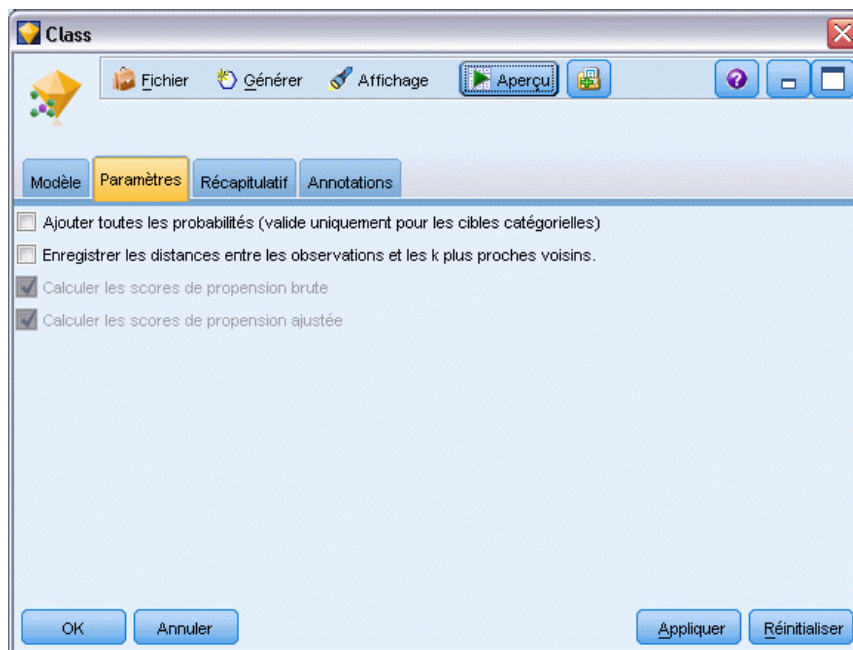 Class
Fichier Générer Affichage Aperçu
Modèle Paramètres Récapitulatif Annotations
Ajouter toutes les probabilités (valide uniquement pour les cibles catégorielles)
Enregistrer les distances entre les observations et les k plus proches voisins.
Calculer les scores de propension brute
Calculer les scores de propension ajustée
OK Annuler Appliquer Réinitialiser